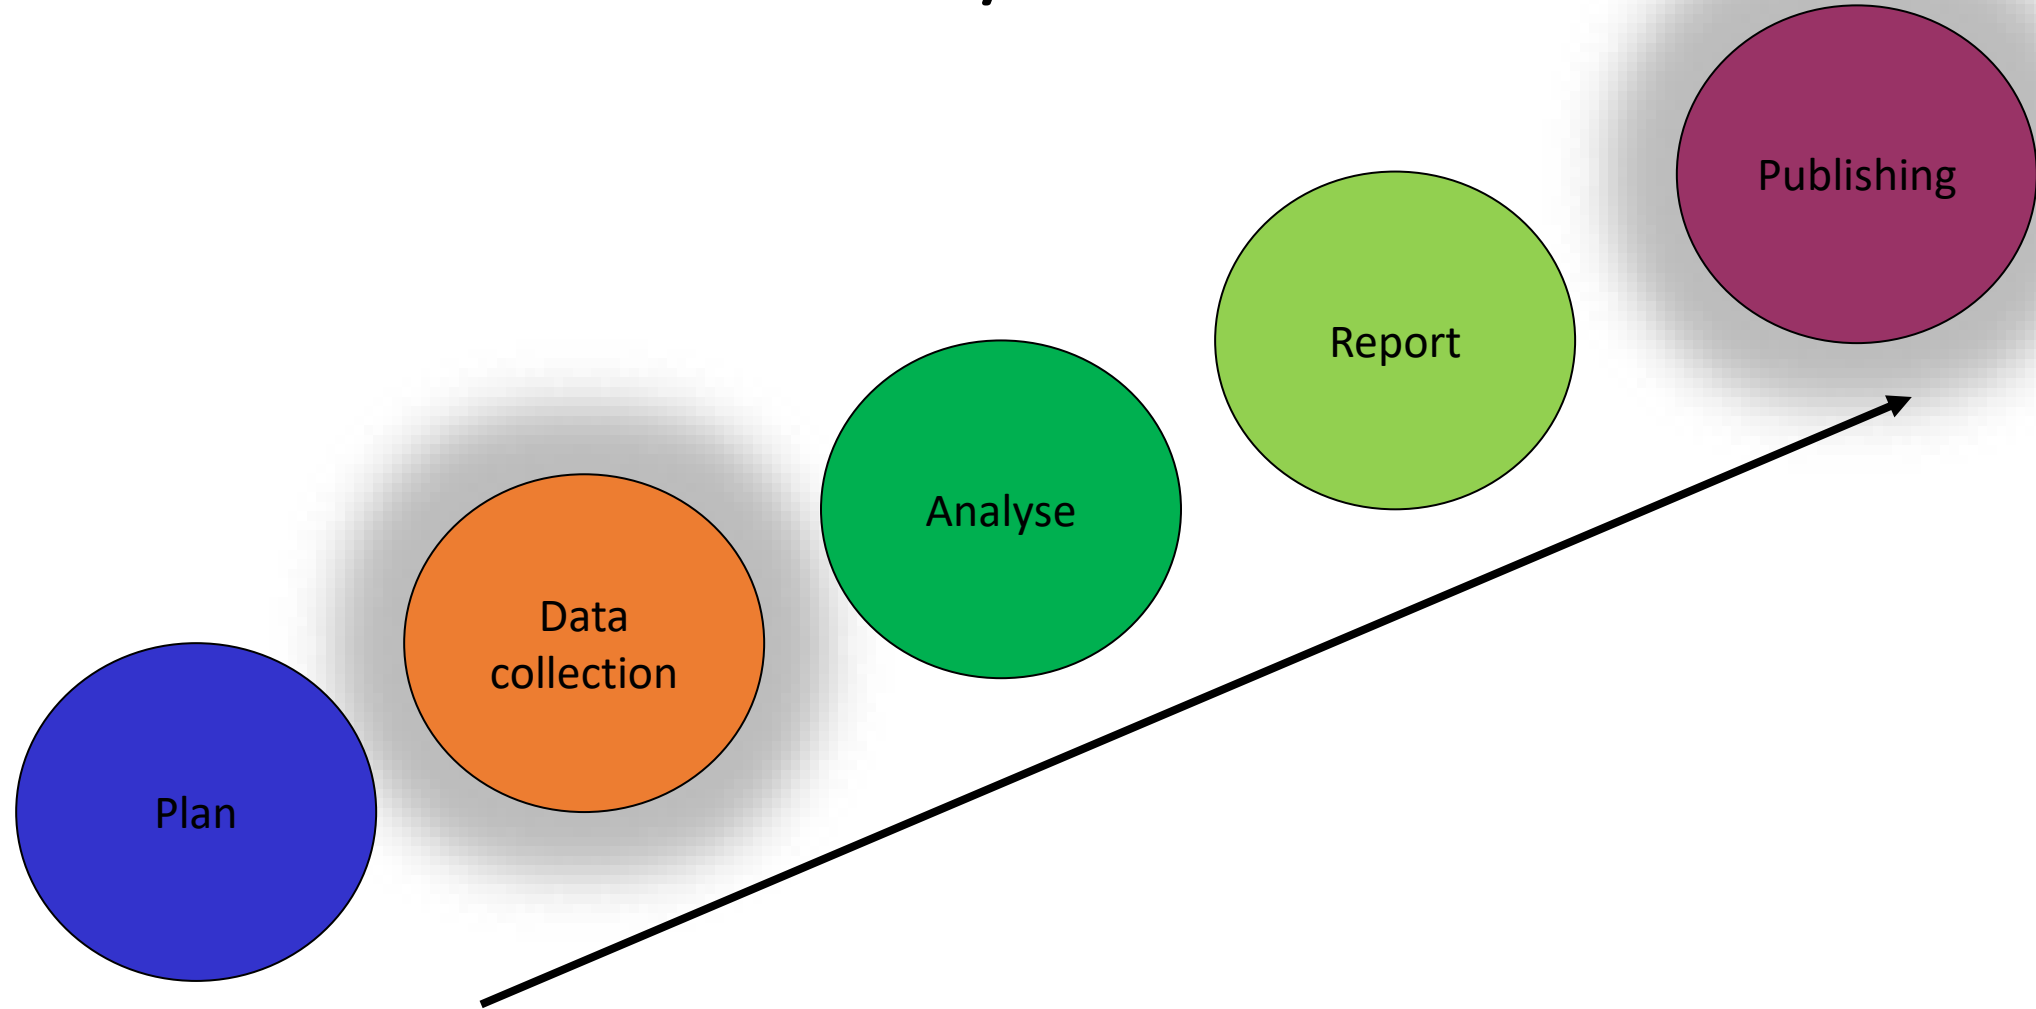 Plan
Data
collection
Analyse
Report
Publishing